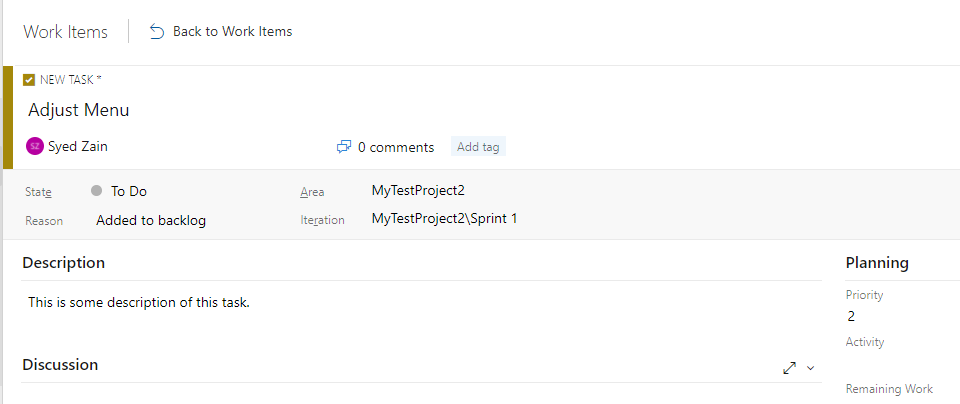 Work Items Back to Work Items
NEW TASK *
Adjust Menu
SZ Syed Zain 0 comments Add tag
State To Do Area MyTestProject2
Reason Added to backlog Iteration MyTestProject2\Sprint 1
Description Planning
This is some description of this task.
Priority
2
Activity
Discussion
Remaining Work